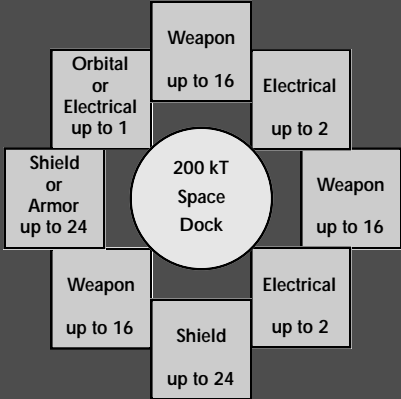 Weapon
up to 16
Orbital
or
Electrical
up to 1
Electrical
up to 2
Shield
or
Armor
up to 24
200 kT
Space
Dock
Weapon
up to 16
Weapon
up to 16
Electrical
up to 2
Shield
up to 24